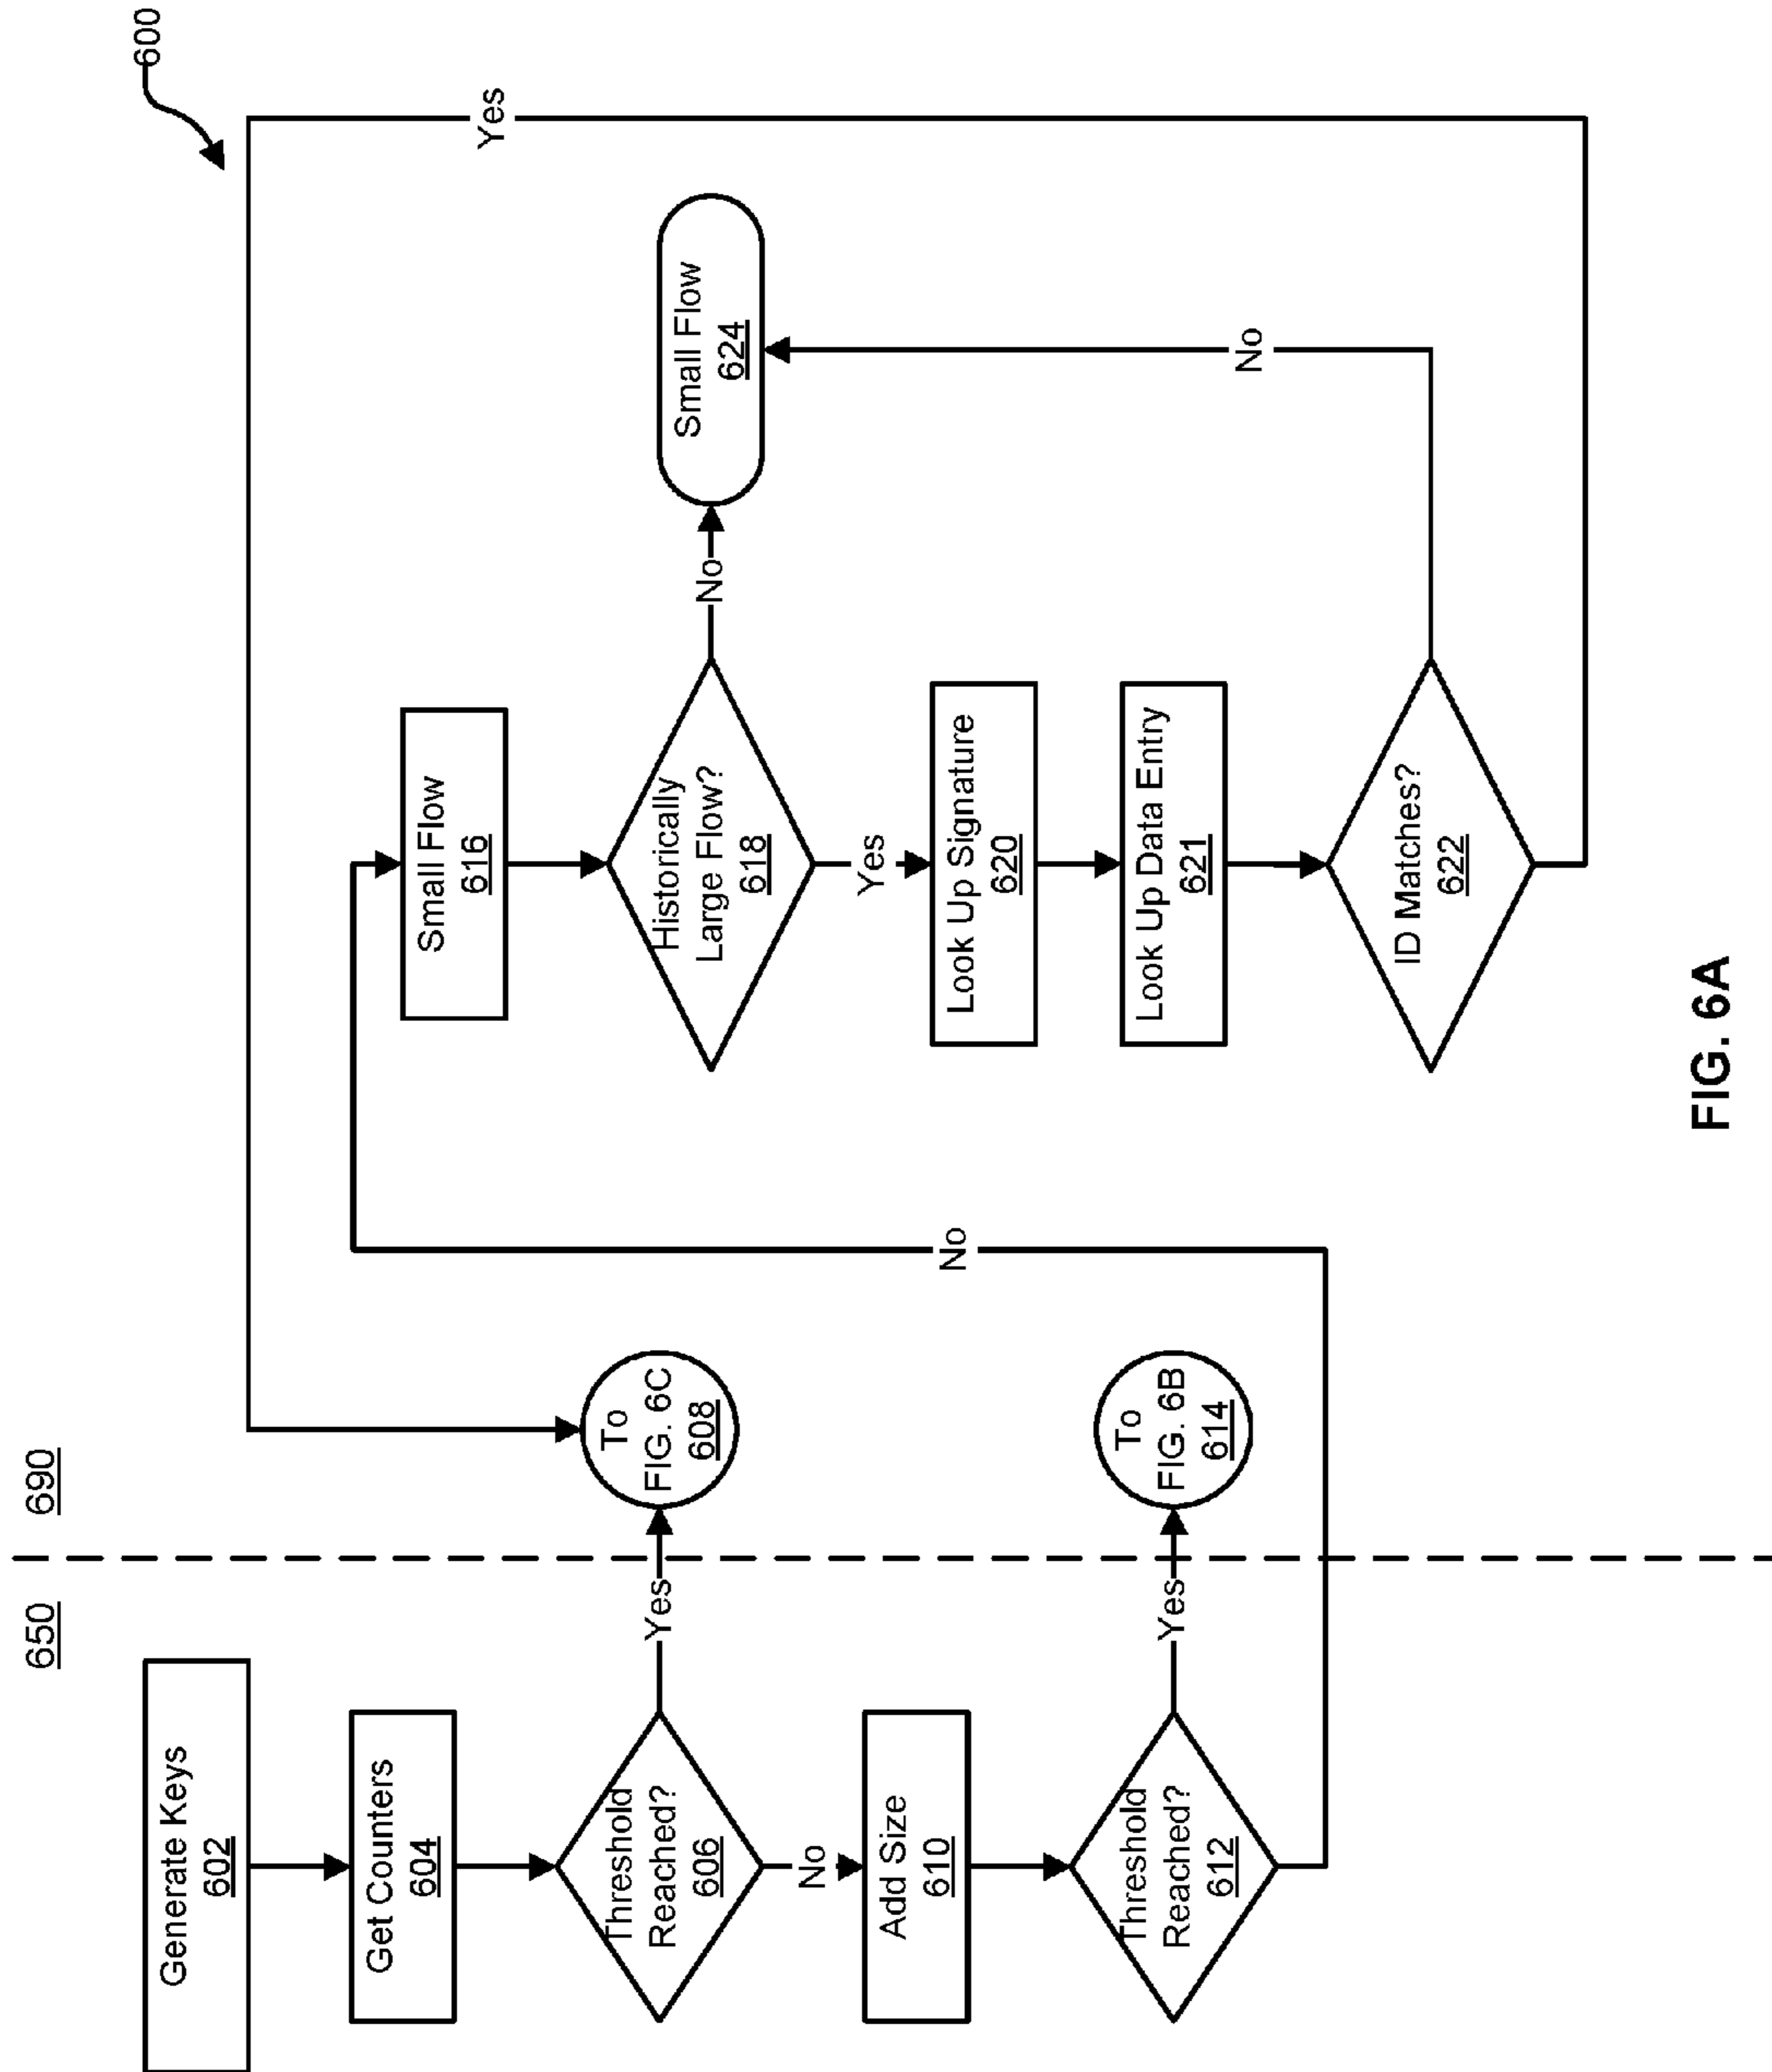 600
650
690
Generate Keys
602
Get Counters
604
Threshold
Reached?
606
Yes
To
FIG. 6C
608
No
Add Size
610
Threshold
Reached?
612
Yes
To
FIG. 6B
614
No
Small Flow
616
Historically
Large Flow?
618
No
Small Flow
624
Yes
Look Up Signature
620
Look Up Data Entry
621
ID Matches?
622
No
Yes
FIG. 6A